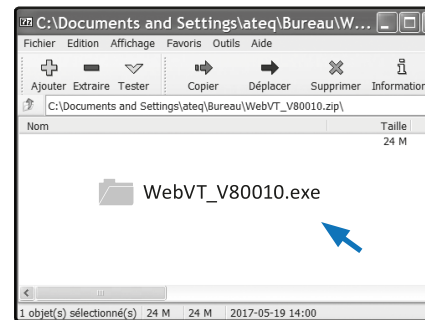 C:\Documents and Settings\ateq\Bureau\W...
Fichier Edition Affichage Favoris Outils Aide
Ajouter Extraire Tester Copier Déplacer Supprimer Information
C:\Documents and Settings\ateq\Bureau\WebVT_V80010.zip\
Nom Taille
24 M
WebVT_V80010.exe
1 objet(s) sélectionné(s) 24 M 24 M 2017-05-19 14:00